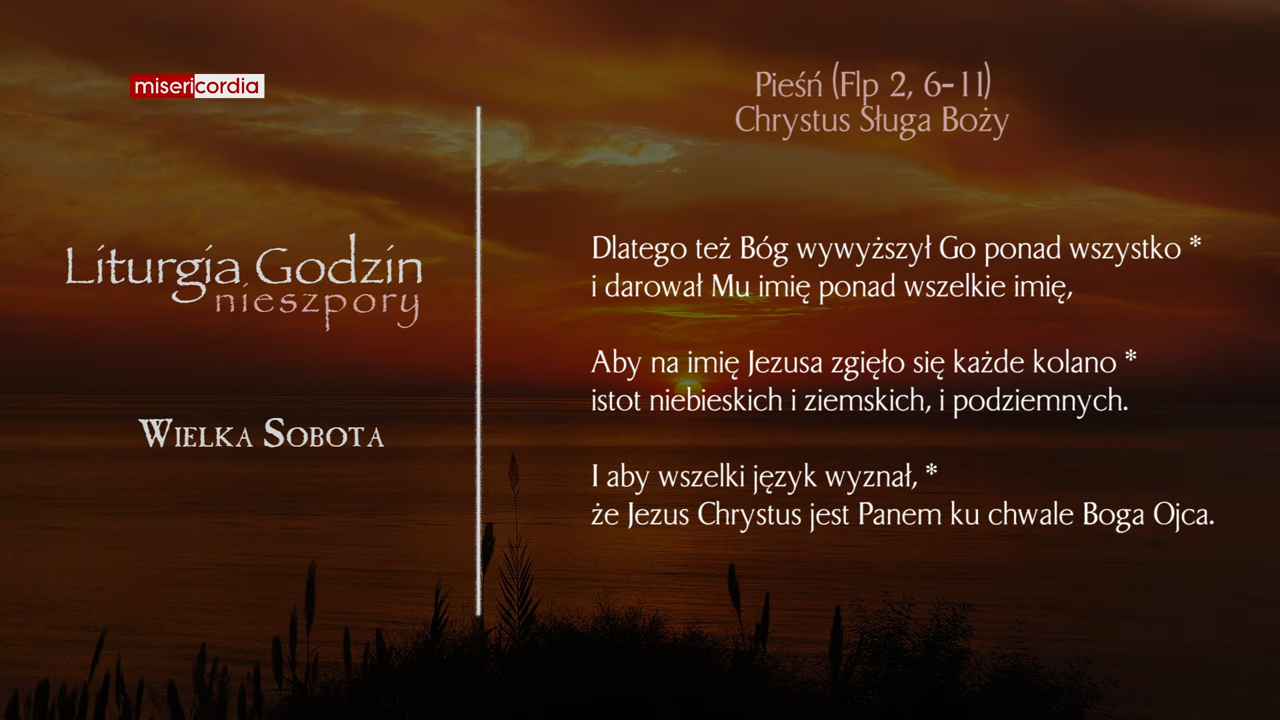 misericordia
Liturgia Godzin
nieszpory
Wielka Sobota
Pieśń (Flp 2, 6-11)
Chrystus Sługa Boży
Dlatego też Bóg wywyższył Go ponad wszystko *
i darował Mu imię ponad wszelkie imię,
Aby na imię Jezusa zgięło się każde kolano *
istot niebieskich i ziemskich, i podziemnych.
I aby wszelki język wyznał, *
że Jezus Chrystus jest Panem ku chwale Boga Ojca.